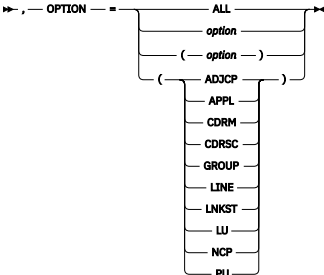 , OPTION = ALL
option
( option )
( ADJCP )
APPL
CDRM
CDRSC
GROUP
LINE
LNKST
LU
NCP
PU